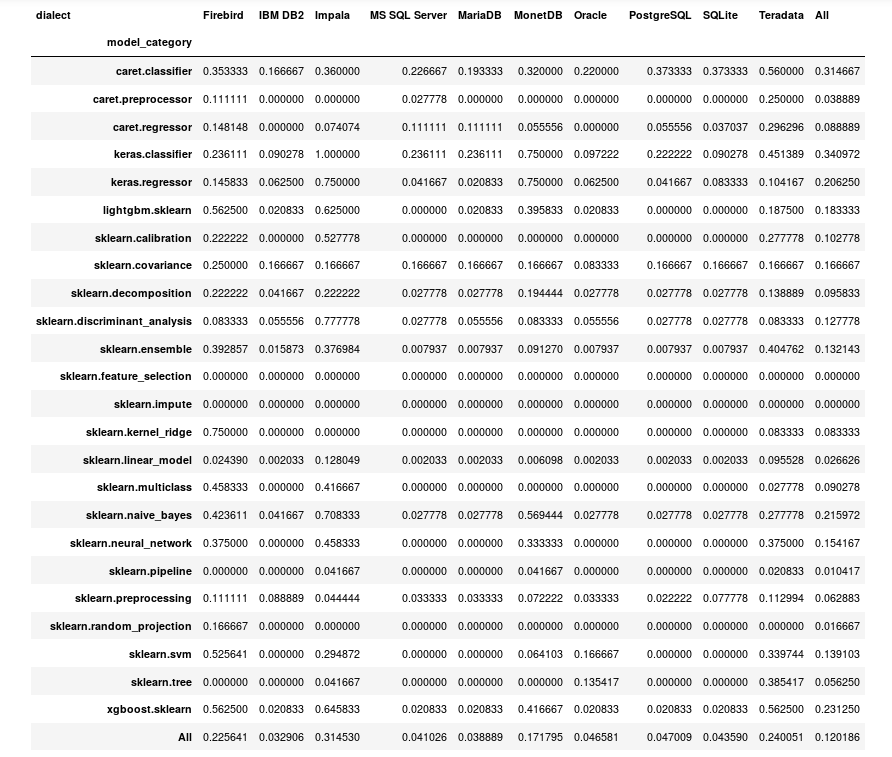 dialect Firebird IBM DB2 Impala MS SQL Server MariaDB MonetDB Oracle PostgreSQL SQLite Teradata All
model_category
caret.classifier 0.353333 0.166667 0.360000 0.226667 0.193333 0.320000 0.220000 0.373333 0.373333 0.560000 0.314667
caret.preprocessor 0.111111 0.000000 0.000000 0.027778 0.000000 0.000000 0.000000 0.000000 0.000000 0.250000 0.038889
caret.regressor 0.148148 0.000000 0.074074 0.111111 0.111111 0.055556 0.000000 0.055556 0.037037 0.296296 0.088889
keras.classifier 0.236111 0.090278 1.000000 0.236111 0.236111 0.750000 0.097222 0.222222 0.090278 0.451389 0.340972
keras.regressor 0.145833 0.062500 0.750000 0.041667 0.020833 0.750000 0.062500 0.041667 0.083333 0.104167 0.206250
lightgbm.sklearn 0.562500 0.020833 0.625000 0.000000 0.020833 0.395833 0.020833 0.000000 0.000000 0.187500 0.183333
sklearn.calibration 0.222222 0.000000 0.527778 0.000000 0.000000 0.000000 0.000000 0.000000 0.000000 0.277778 0.102778
sklearn.covariance 0.250000 0.166667 0.166667 0.166667 0.166667 0.166667 0.083333 0.166667 0.166667 0.166667 0.166667
sklearn.decomposition 0.222222 0.041667 0.222222 0.027778 0.027778 0.194444 0.027778 0.027778 0.027778 0.138889 0.095833
sklearn.discriminant_analysis 0.083333 0.055556 0.777778 0.027778 0.055556 0.083333 0.055556 0.027778 0.027778 0.083333 0.127778
sklearn.ensemble 0.392857 0.015873 0.376984 0.007937 0.007937 0.091270 0.007937 0.007937 0.007937 0.404762 0.132143
sklearn.feature_selection 0.000000 0.000000 0.000000 0.000000 0.000000 0.000000 0.000000 0.000000 0.000000 0.000000 0.000000
sklearn.impute 0.000000 0.000000 0.000000 0.000000 0.000000 0.000000 0.000000 0.000000 0.000000 0.000000 0.000000
sklearn.kernel_ridge 0.750000 0.000000 0.000000 0.000000 0.000000 0.000000 0.000000 0.000000 0.000000 0.083333 0.083333
sklearn.linear_model 0.024390 0.002033 0.128049 0.002033 0.002033 0.006098 0.002033 0.002033 0.002033 0.095528 0.026626
sklearn.multiclass 0.458333 0.000000 0.416667 0.000000 0.000000 0.000000 0.000000 0.000000 0.000000 0.027778 0.090278
sklearn.naive_bayes 0.423611 0.041667 0.708333 0.027778 0.027778 0.569444 0.027778 0.027778 0.027778 0.277778 0.215972
sklearn.neural_network 0.375000 0.000000 0.458333 0.000000 0.000000 0.333333 0.000000 0.000000 0.000000 0.375000 0.154167
sklearn.pipeline 0.000000 0.000000 0.041667 0.000000 0.000000 0.041667 0.000000 0.000000 0.000000 0.020833 0.010417
sklearn.preprocessing 0.111111 0.088889 0.044444 0.033333 0.033333 0.072222 0.033333 0.022222 0.077778 0.112994 0.062883
sklearn.random_projection 0.166667 0.000000 0.000000 0.000000 0.000000 0.000000 0.000000 0.000000 0.000000 0.000000 0.016667
sklearn.svm 0.525641 0.000000 0.294872 0.000000 0.000000 0.064103 0.166667 0.000000 0.000000 0.339744 0.139103
sklearn.tree 0.000000 0.000000 0.041667 0.000000 0.000000 0.000000 0.135417 0.000000 0.000000 0.385417 0.056250
xgboost.sklearn 0.562500 0.020833 0.645833 0.020833 0.020833 0.416667 0.020833 0.020833 0.020833 0.562500 0.231250
All 0.225641 0.032906 0.314530 0.041026 0.038889 0.171795 0.046581 0.047009 0.043590 0.240051 0.120186